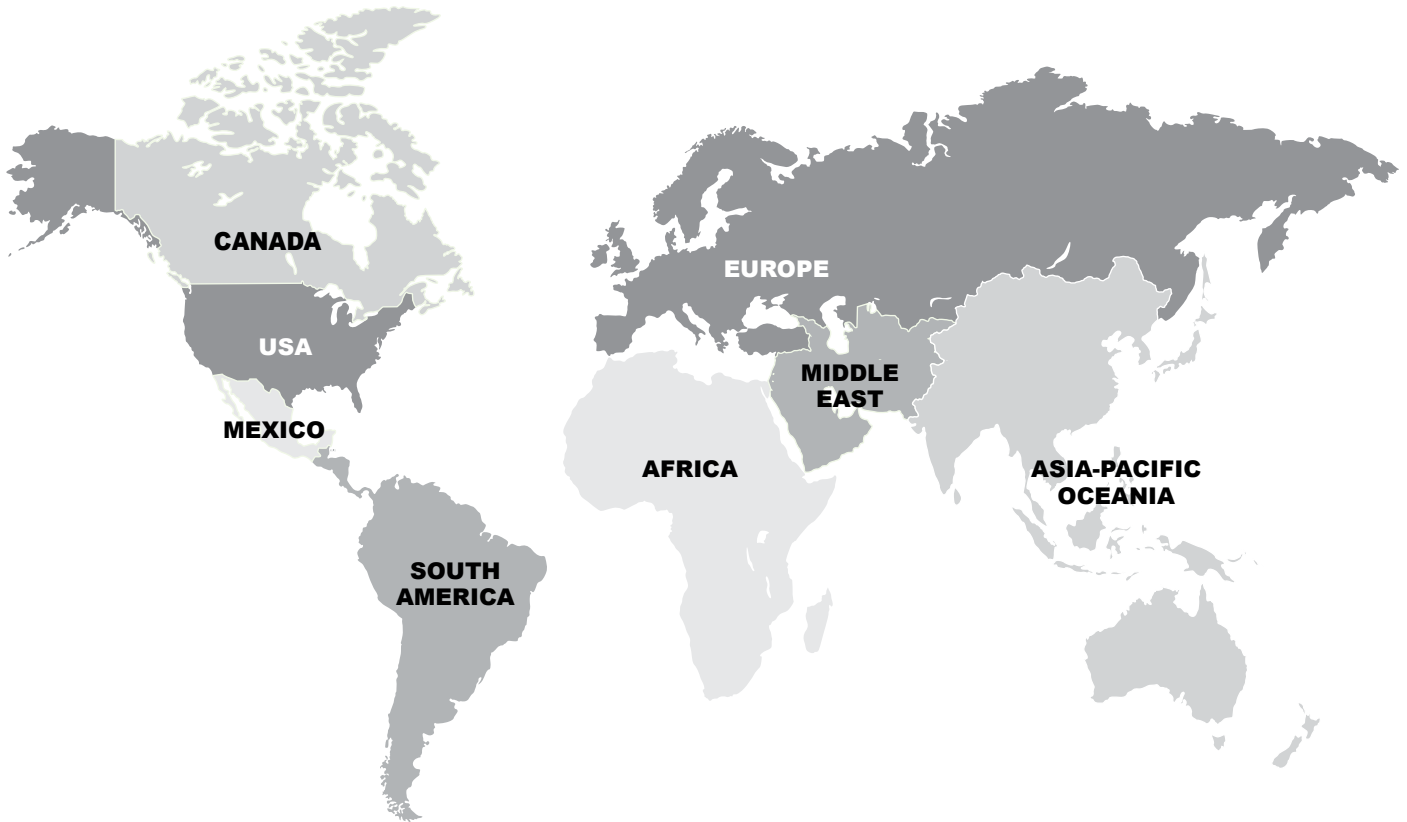 CANADA
EUROPE
USA
MIDDLE
EAST
MEXICO
AFRICA
ASIA-PACIFIC
OCEANIA
SOUTH
AMERICA